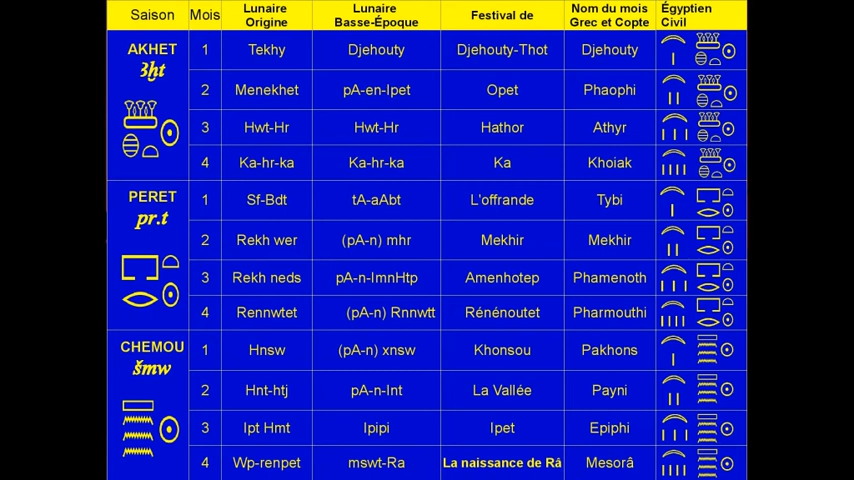 Saison Mois Lunaire Origine Lunaire Basse-Époque Festival de Nom du mois Grec et Copte Égyptien Civil
AKHET
ꜣḫt
1 Tekhy Djehouty Djehouty-Thot Djehouty
2 Menekhet pA-en-Ipet Opet Phaophi
3 Hwt-Hr Hwt-Hr Hathor Athyr
4 Ka-hr-ka Ka-hr-ka Ka Khoiak
PERET
pr.t
1 Sf-Bdt tA-aAbt L'offrande Tybi
2 Rekh wer (pA-n) mhr Mekhir Mekhir
3 Rekh neds pA-n-ImnHtp Amenhotep Phamenoth
4 Rennwtet (pA-n) Rnnwtt Rénénoutet Pharmouthi
CHEMOU
šmw
1 Hnsw (pA-n) xnsw Khonsou Pakhons
2 Hnt-htj pA-n-Int La Vallée Payni
3 Ipt Hmt Ipipi Ipet Epiphi
4 Wp-renpet mswt-Ra La naissance de Râ Mesorâ